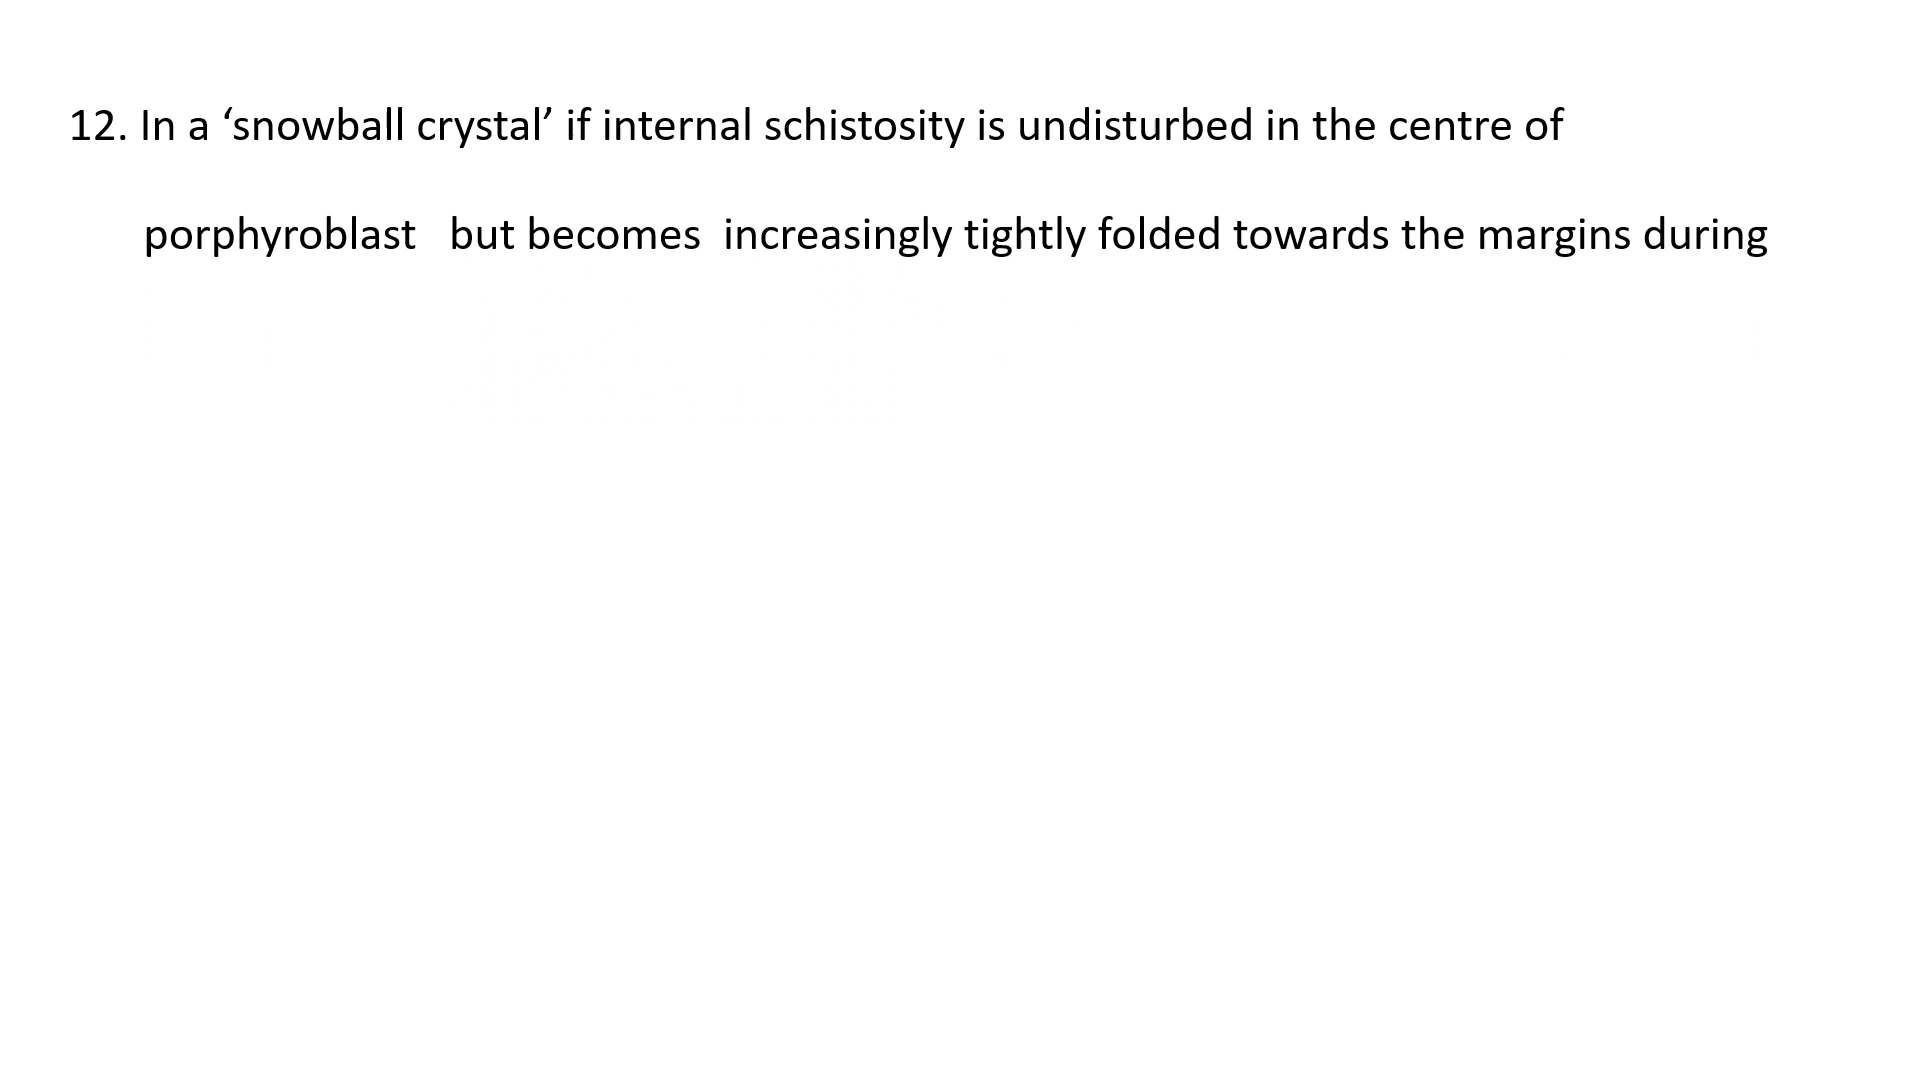 12. In a ‘snowball crystal’ if internal schistosity is undisturbed in the centre of
porphyroblast but becomes increasingly tightly folded towards the margins during